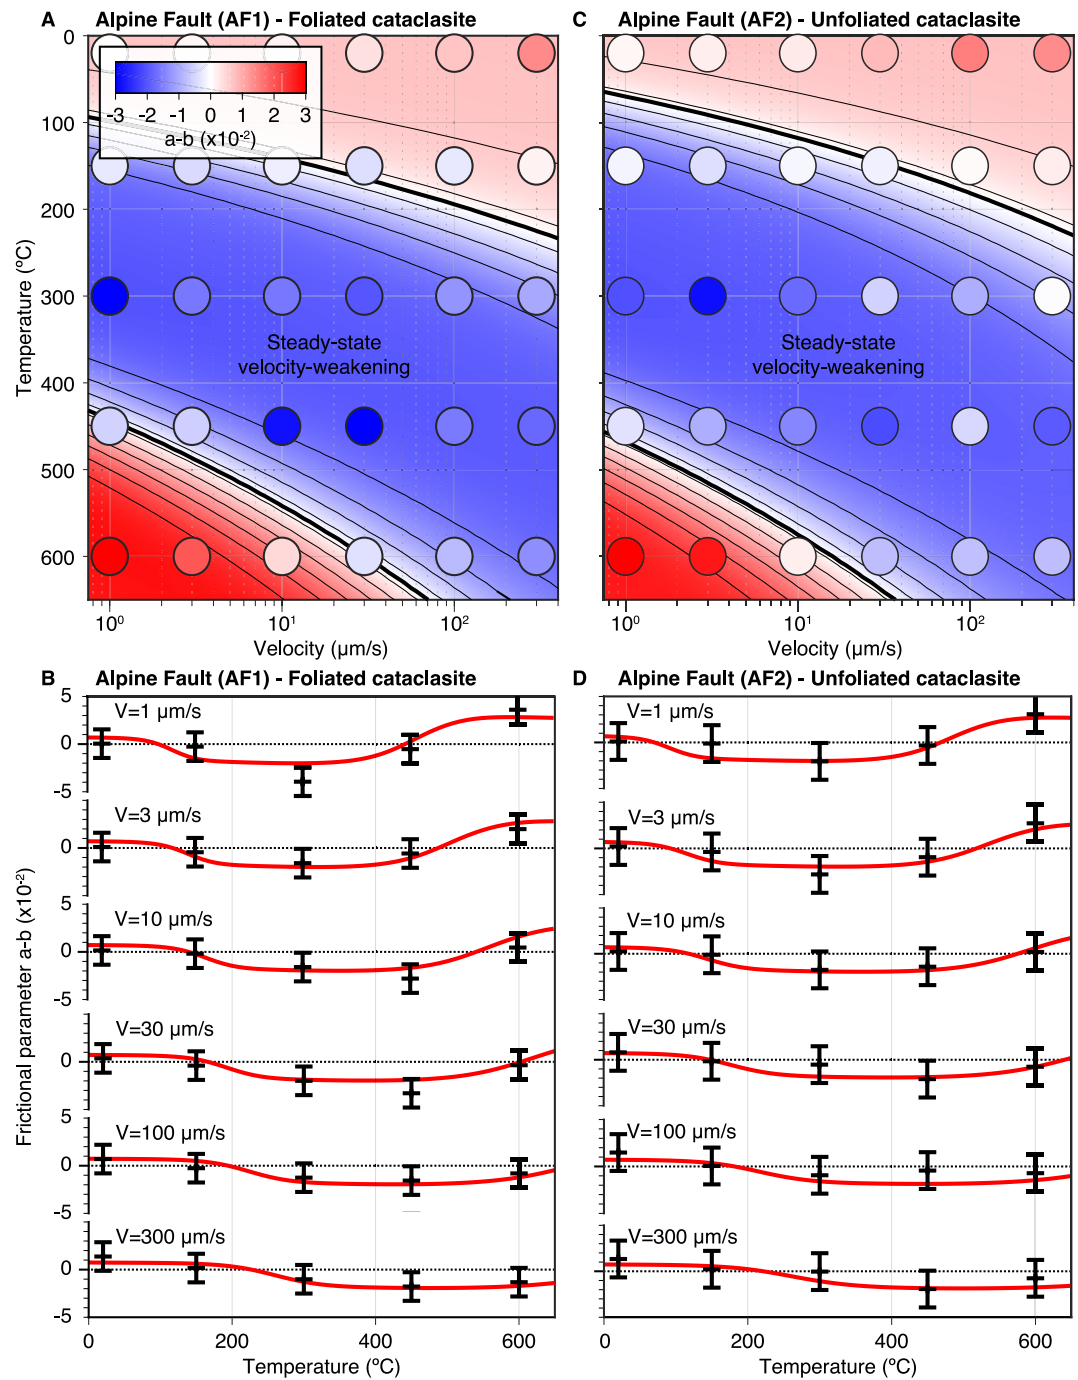 A Alpine Fault (AF1) - Foliated cataclasite
0
100
200
300
400
500
600
Temperature (ºC)
-3 -2 -1 0 1 2 3
a-b (x10⁻²)
Steady-state
velocity-weakening
10⁰ 10¹ 10²
Velocity (µm/s)
C Alpine Fault (AF2) - Unfoliated cataclasite
Steady-state
velocity-weakening
10⁰ 10¹ 10²
Velocity (µm/s)
B Alpine Fault (AF1) - Foliated cataclasite
Frictional parameter a-b (x10⁻²)
5
V=1 µm/s
0
-5
V=3 µm/s
0
5
V=10 µm/s
0
-5
V=30 µm/s
0
5
V=100 µm/s
0
-5
V=300 µm/s
0
-5
0 200 400 600
Temperature (ºC)
D Alpine Fault (AF2) - Unfoliated cataclasite
V=1 µm/s
V=3 µm/s
V=10 µm/s
V=30 µm/s
V=100 µm/s
V=300 µm/s
0 200 400 600
Temperature (ºC)